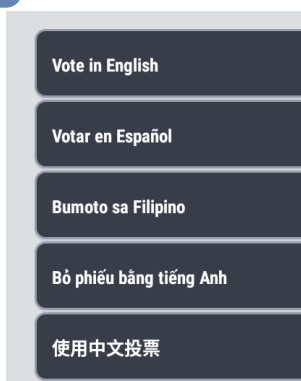 Vote in English
Votar en Español
Bumoto sa Filipino
Bỏ phiếu bằng tiếng Anh
使用中文投票